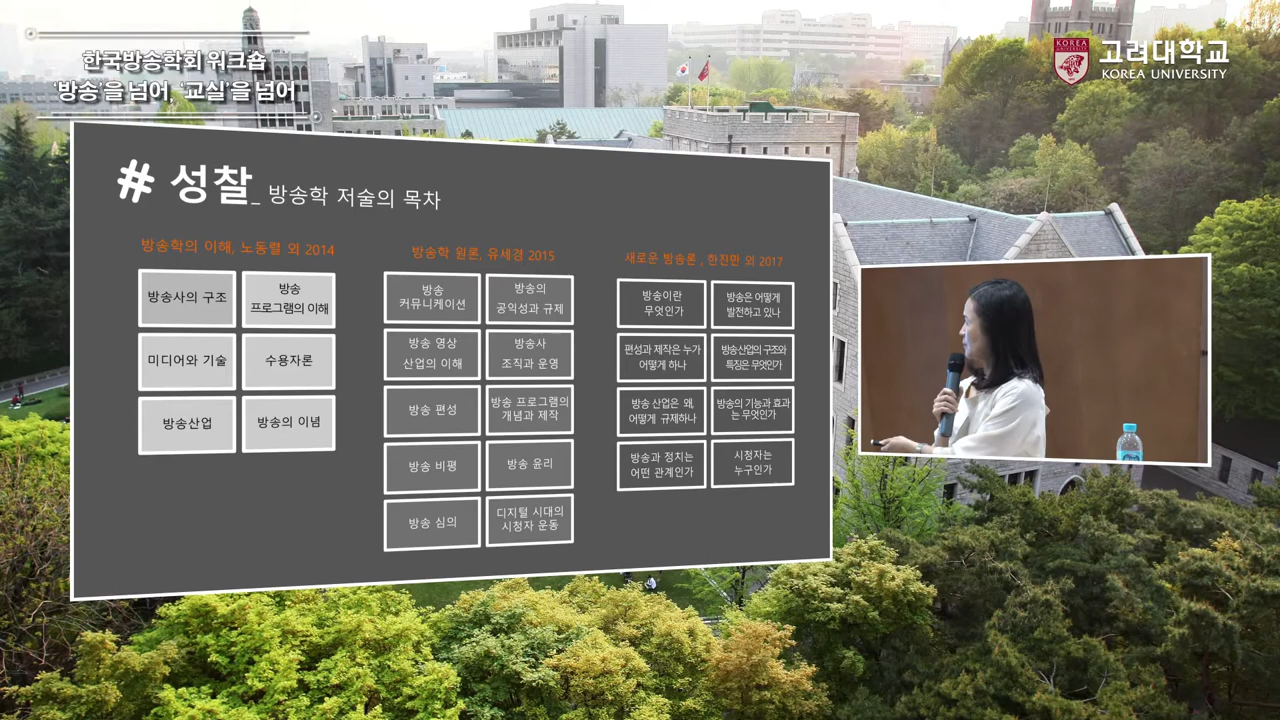 한국방송학회 워크숍
'방송'을 넘어, '교실'을 넘어
KOREA
고려대학교
KOREA UNIVERSITY
# 성찰_ 방송학 저술의 목차
방송학의 이해, 노동렬 외 2014
방송사의 구조
방송
프로그램의 이해
미디어와 기술
수용자론
방송산업
방송의 이념
방송학 원론, 유세경 2015
방송
커뮤니케이션
방송의
공익성과 규제
방송 영상
산업의 이해
방송사
조직과 운영
방송 편성
방송 프로그램의
개념과 제작
방송 비평
방송 윤리
방송 심의
디지털 시대의
시청자 운동
새로운 방송론 , 한진만 외 2017
방송이란
무엇인가
방송은 어떻게
발전하고 있나
편성과 제작은 누가
어떻게 하나
방송산업의 구조와
특징은 무엇인가
방송 산업은 왜,
어떻게 규제하나
방송의 기능과 효과
는 무엇인가
방송과 정치는
어떤 관계인가
시청자는
누구인가